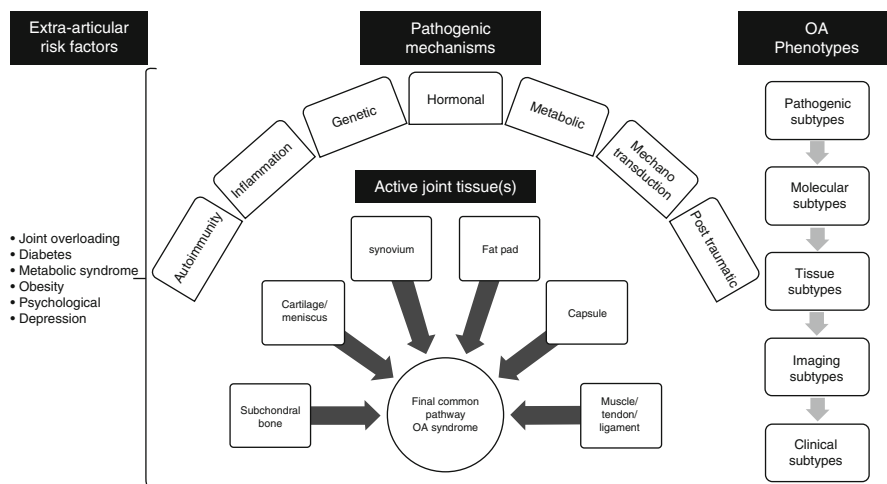 Extra-articular
risk factors
• Joint overloading
• Diabetes
• Metabolic syndrome
• Obesity
• Psychological
• Depression
Pathogenic
mechanisms
Autoimmunity
Inflammation
Genetic
Hormonal
Metabolic
Mechano
transduction
Post traumatic
Active joint tissue(s)
Subchondral
bone
Cartilage/
meniscus
synovium
Fat pad
Capsule
Muscle/
tendon/
ligament
Final common
pathway
OA syndrome
OA
Phenotypes
Pathogenic
subtypes
Molecular
subtypes
Tissue
subtypes
Imaging
subtypes
Clinical
subtypes